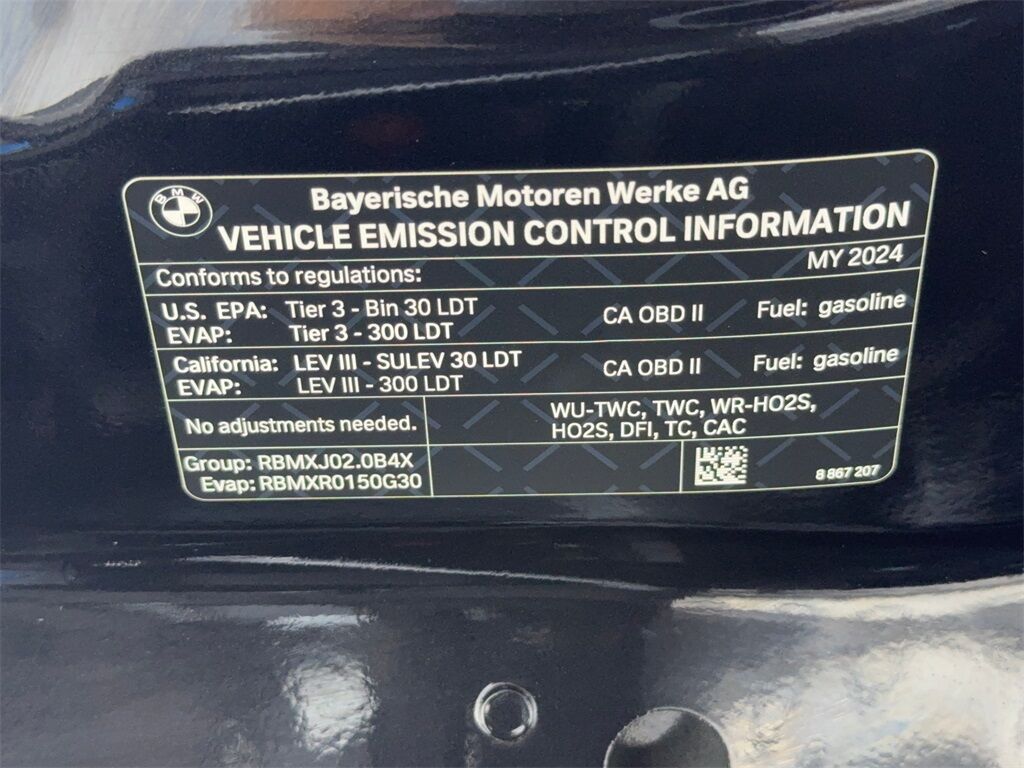 BMW
Bayerische Motoren Werke AG
VEHICLE EMISSION CONTROL INFORMATION
Conforms to regulations: MY 2024
U.S. EPA: Tier 3 - Bin 30 LDT CA OBD II Fuel: gasoline
EVAP: Tier 3 - 300 LDT
California: LEV III - SULEV 30 LDT CA OBD II Fuel: gasoline
EVAP: LEV III - 300 LDT
No adjustments needed.
WU-TWC, TWC, WR-HO2S,
HO2S, DFI, TC, CAC
Group: RBMXJ02.0B4X
Evap: RBMXR0150G30
8 867 207